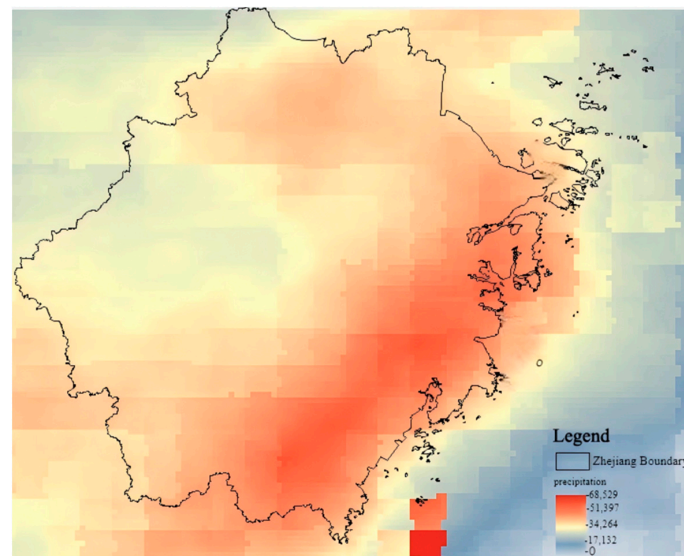 Legend
Zhejiang Boundary
precipitation
68,529
51,397
34,264
17,132
0